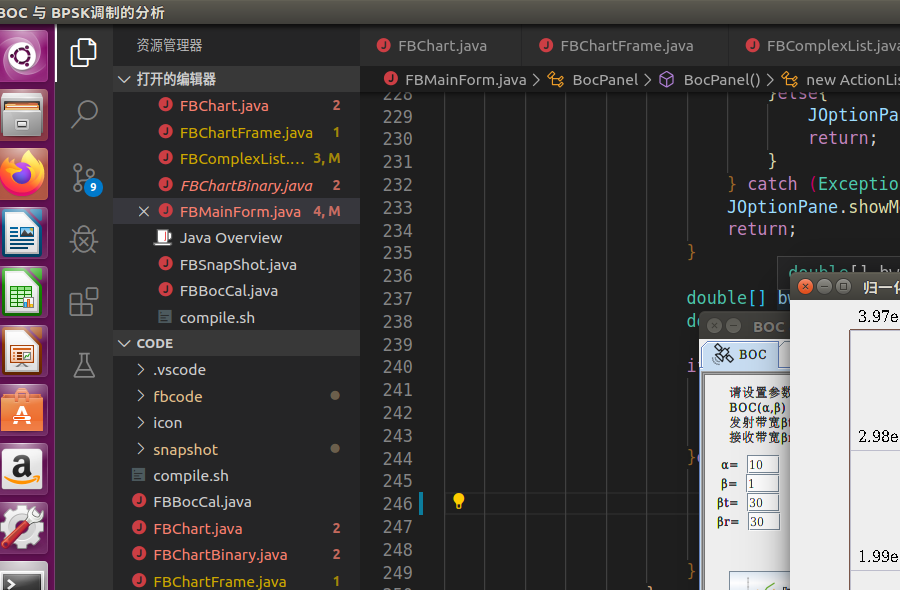 BOC 与 BPSK调制的分析
资源管理器
打开的编辑器
FBChart.java 2
FBChartFrame.java 1
FBComplexList.... 3, M
FBChartBinary.java 2
FBMainForm.java 4, M
Java Overview
FBSnapShot.java
FBBocCal.java
compile.sh
CODE
.vscode
fbcode
icon
snapshot
compile.sh
FBBocCal.java
FBChart.java 2
FBChartBinary.java 2
FBChartFrame.java 1
9
FBChart.java FBChartFrame.java FBComplexList.java
FBMainForm.java > BocPanel > BocPanel() > new ActionLis
228 }else{
229 JOptionPa
230 return;
231 }
232 } catch (Exceptio
233 JOptionPane.showM
234 return;
235 }
236
237 double[] bw
238
239
240
241
242
243
244 }
245
246
247
248
249 }
double[] bw
BOC
BOC
请设置参数
BOC(α,β)
发射带宽βt
接收带宽βr
α= 10
β= 1
βt= 30
βr= 30
归一化
3.97e
2.98e
1.99e